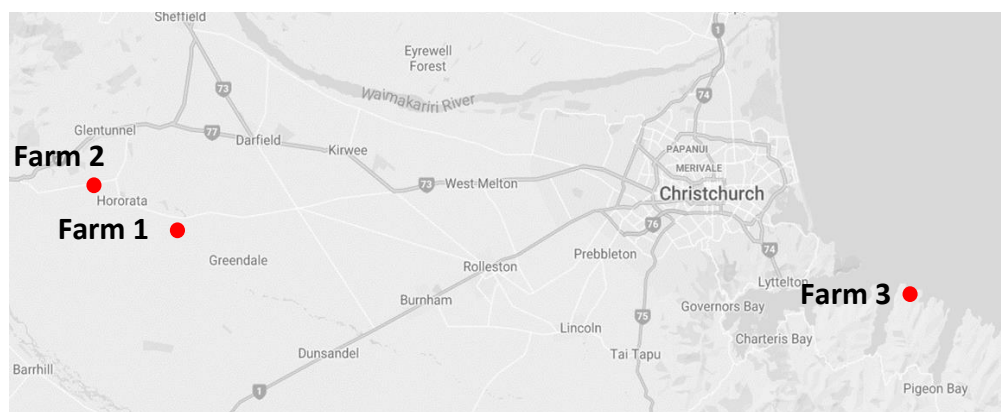 Sheffield
1
Eyrewell
Forest
73
74
Waimakariri River
Glentunnel
77
Darfield
Kirwee
PAPANUI
Farm 2
MERIVALE
73
West Melton
Christchurch
Hororata
Farm 1
76
74
Greendale
Prebbleton
Rolleston
Lyttelton
Farm 3
Burnham
Governors Bay
75
Lincoln
Charteris Bay
Dunsandel
Tai Tapu
Barrhill
1
Pigeon Bay